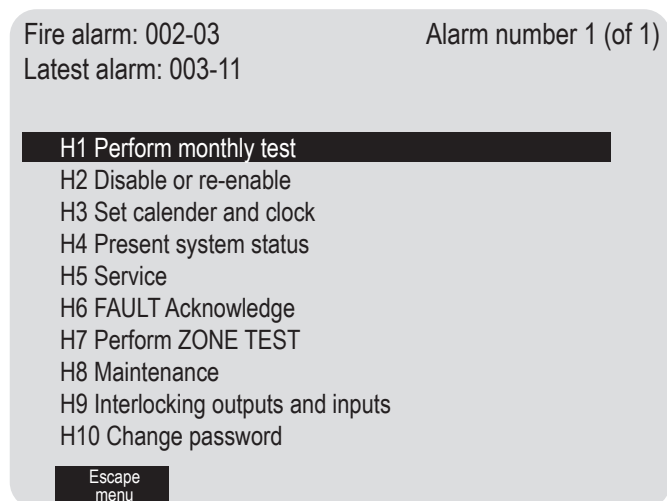 Fire alarm: 002-03 Alarm number 1 (of 1)
Latest alarm: 003-11
H1 Perform monthly test
H2 Disable or re-enable
H3 Set calender and clock
H4 Present system status
H5 Service
H6 FAULT Acknowledge
H7 Perform ZONE TEST
H8 Maintenance
H9 Interlocking outputs and inputs
H10 Change password
Escape
menu